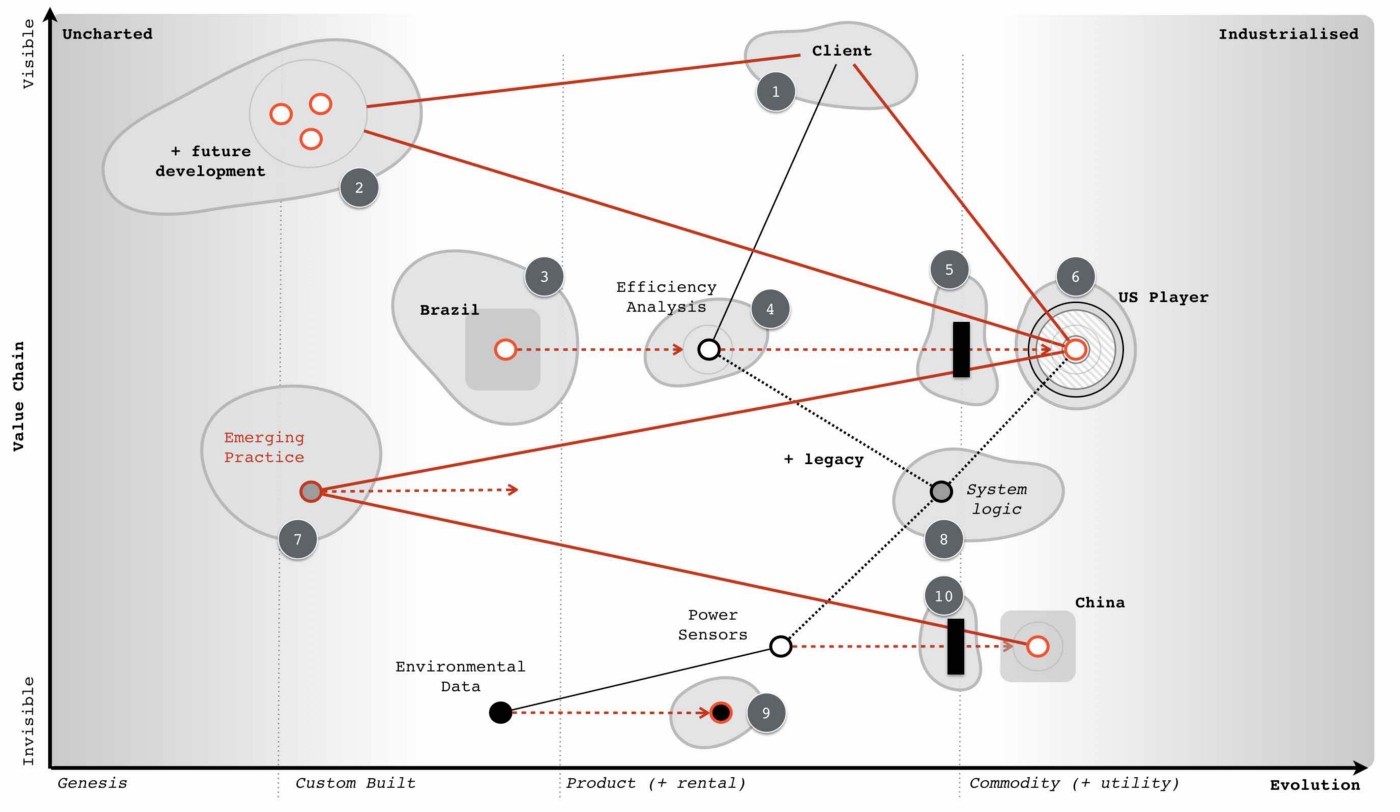 Visible
Uncharted
Industrialised
Client
1
+ future
development
2
3
Efficiency
Analysis
4
5
6
US Player
Brazil
Value Chain
Emerging
Practice
+ legacy
System
logic
7
8
10
China
Power
Sensors
Environmental
Data
9
Invisible
Genesis
Custom Built
Product (+ rental)
Commodity (+ utility)
Evolution